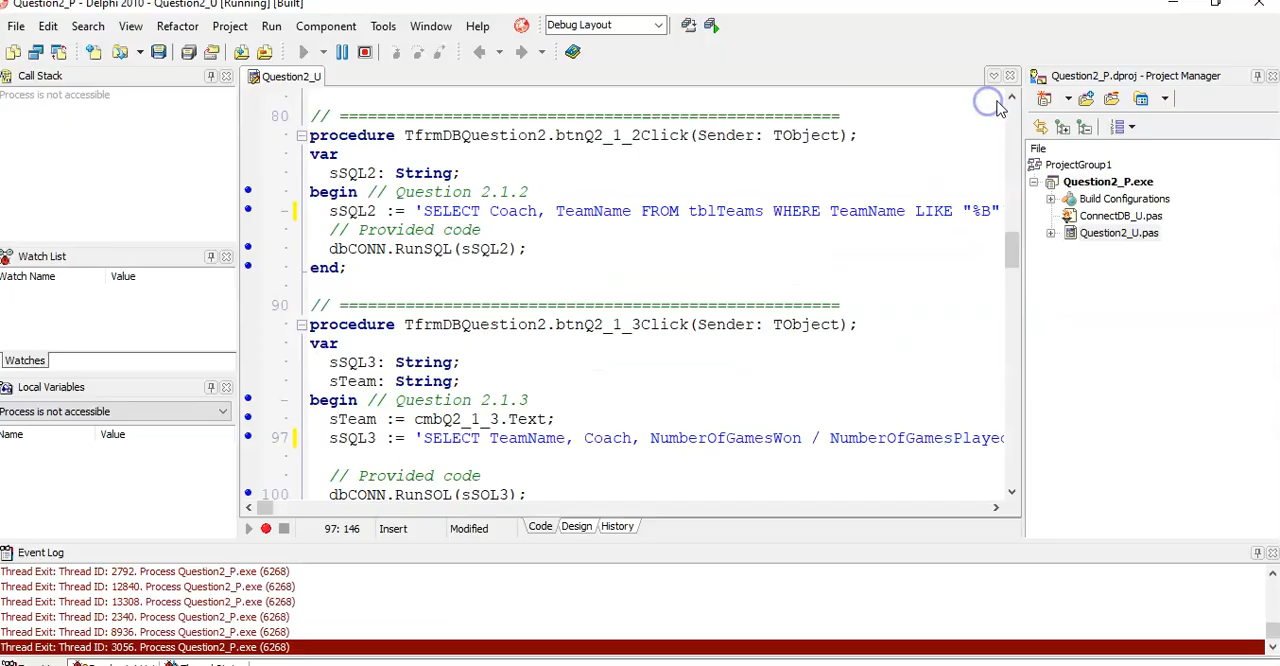 Question2_P - Delphi 2010 - Question2_U [Running] [Built]
File Edit Search View Refactor Project Run Component Tools Window Help Debug Layout
Call Stack
Process is not accessible
Question2_U
80 // =====================================================
procedure TfrmDBQuestion2.btnQ2_1_2Click(Sender: TObject);
var
sSQL2: String;
begin // Question 2.1.2
sSQL2 := 'SELECT Coach, TeamName FROM tblTeams WHERE TeamName LIKE "%B"
// Provided code
dbCONN.RunSQL(sSQL2);
end;
90 // =====================================================
procedure TfrmDBQuestion2.btnQ2_1_3Click(Sender: TObject);
var
sSQL3: String;
sTeam: String;
begin // Question 2.1.3
sTeam := cmbQ2_1_3.Text;
97 sSQL3 := 'SELECT TeamName, Coach, NumberOfGamesWon / NumberOfGamesPlayed
// Provided code
100 dbCONN.RunSQL(sSQL3);
97: 146 Insert Modified Code Design History
Watch List
Watch Name Value
Watches
Local Variables
Process is not accessible
Name Value
Question2_P.dproj - Project Manager
File
ProjectGroup1
Question2_P.exe
Build Configurations
ConnectDB_U.pas
Question2_U.pas
Event Log
Thread Exit: Thread ID: 2792. Process Question2_P.exe (6268)
Thread Exit: Thread ID: 12840. Process Question2_P.exe (6268)
Thread Exit: Thread ID: 13308. Process Question2_P.exe (6268)
Thread Exit: Thread ID: 2340. Process Question2_P.exe (6268)
Thread Exit: Thread ID: 8936. Process Question2_P.exe (6268)
Thread Exit: Thread ID: 3056. Process Question2_P.exe (6268)